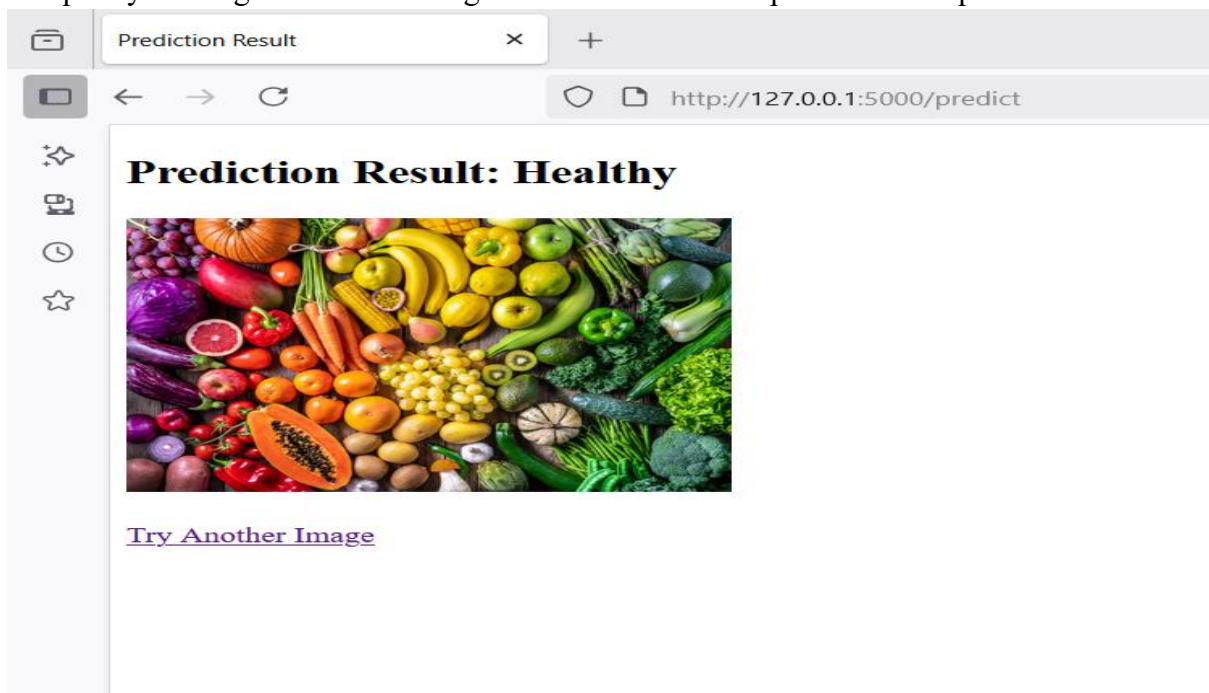 Prediction Result
http://127.0.0.1:5000/predict
Prediction Result: Healthy
Try Another Image